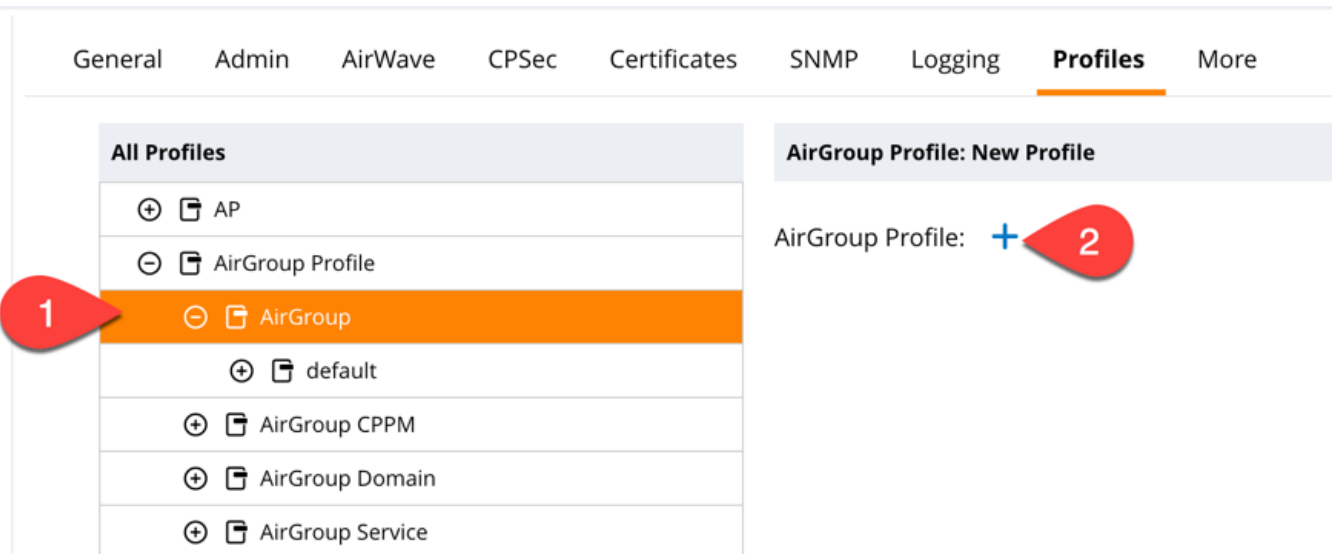 General Admin AirWave CPSec Certificates SNMP Logging Profiles More
All Profiles
AP
AirGroup Profile
1
AirGroup
default
AirGroup CPPM
AirGroup Domain
AirGroup Service
AirGroup Profile: New Profile
AirGroup Profile: +
2